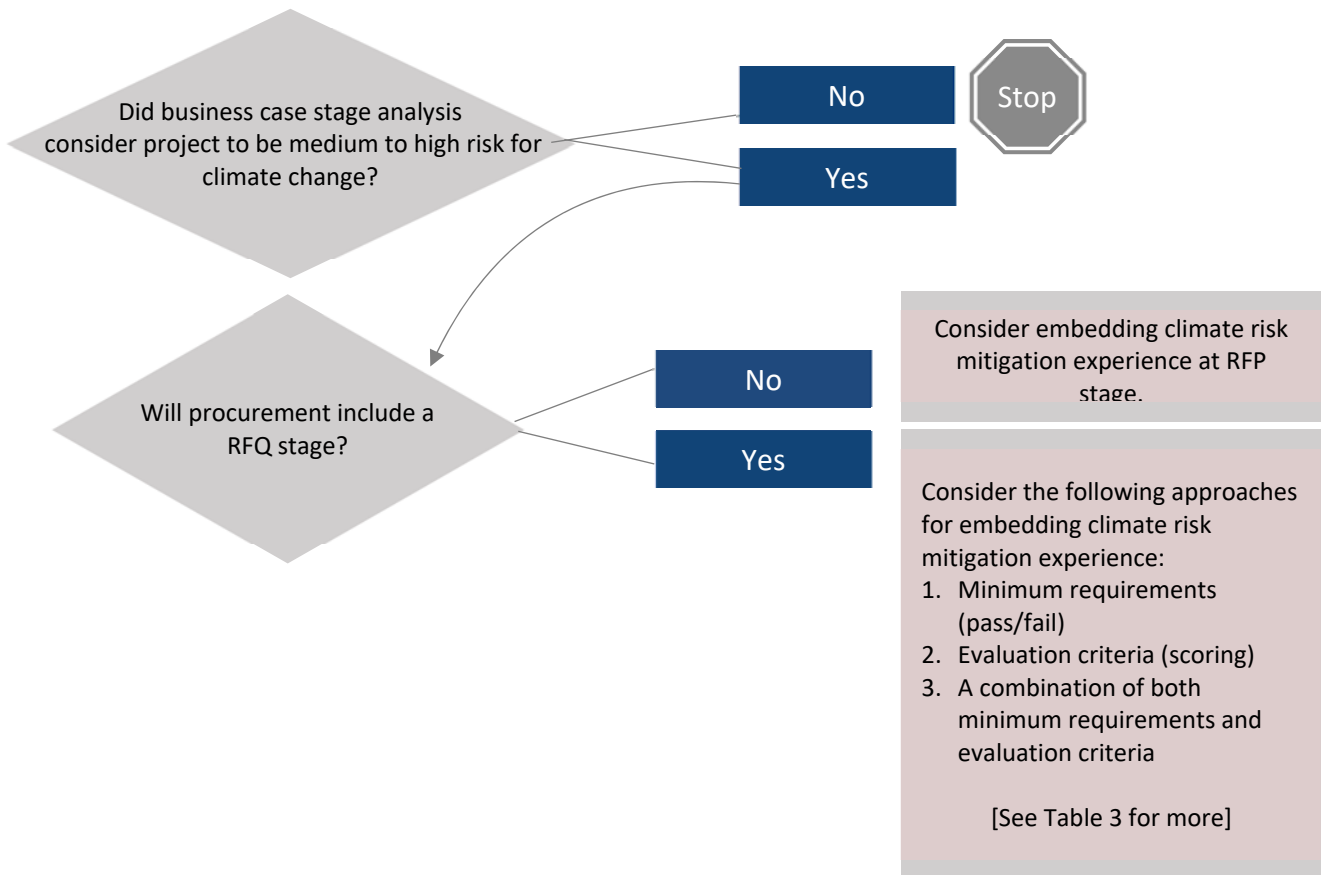 Did business case stage analysis
consider project to be medium to high risk for
climate change?
No
Stop
Yes
Will procurement include a
RFQ stage?
No
Yes
Consider embedding climate risk
mitigation experience at RFP
stage.
Consider the following approaches
for embedding climate risk
mitigation experience:
1. Minimum requirements
(pass/fail)
2. Evaluation criteria (scoring)
3. A combination of both
minimum requirements and
evaluation criteria
[See Table 3 for more]